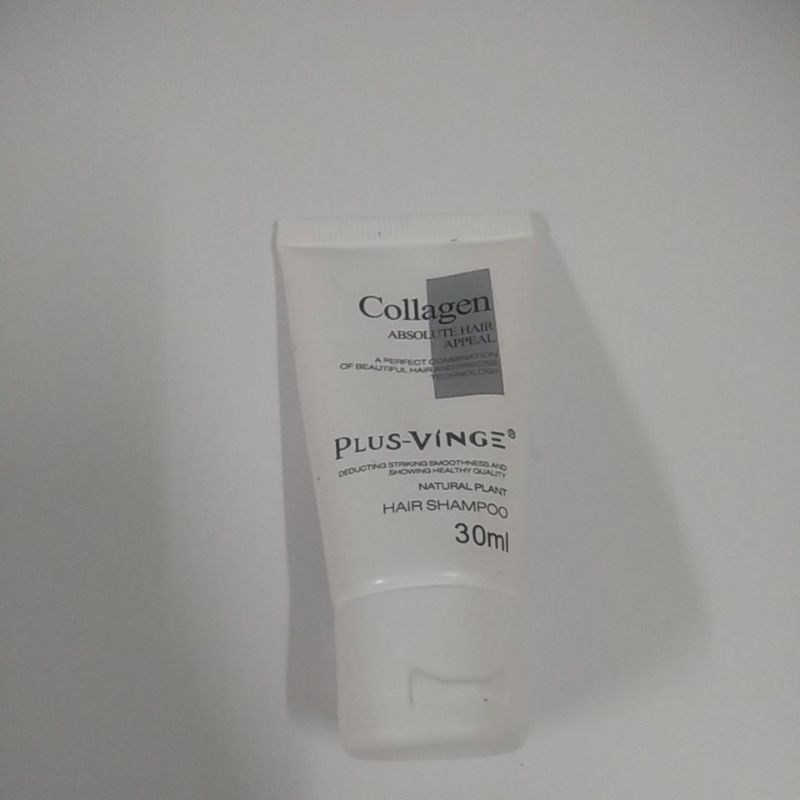 Collagen
ABSOLUTE HAIR
APPEAL
A PERFECT COMBINATION
OF BEAUTIFUL HAIR AND PRECISE
TECHNOLOGY
PLUS-VINGE®
DEDUCTING STRIKING SMOOTHNESS AND
SHOWING HEALTHY QUALITY
NATURAL PLANT
HAIR SHAMPOO
30ml